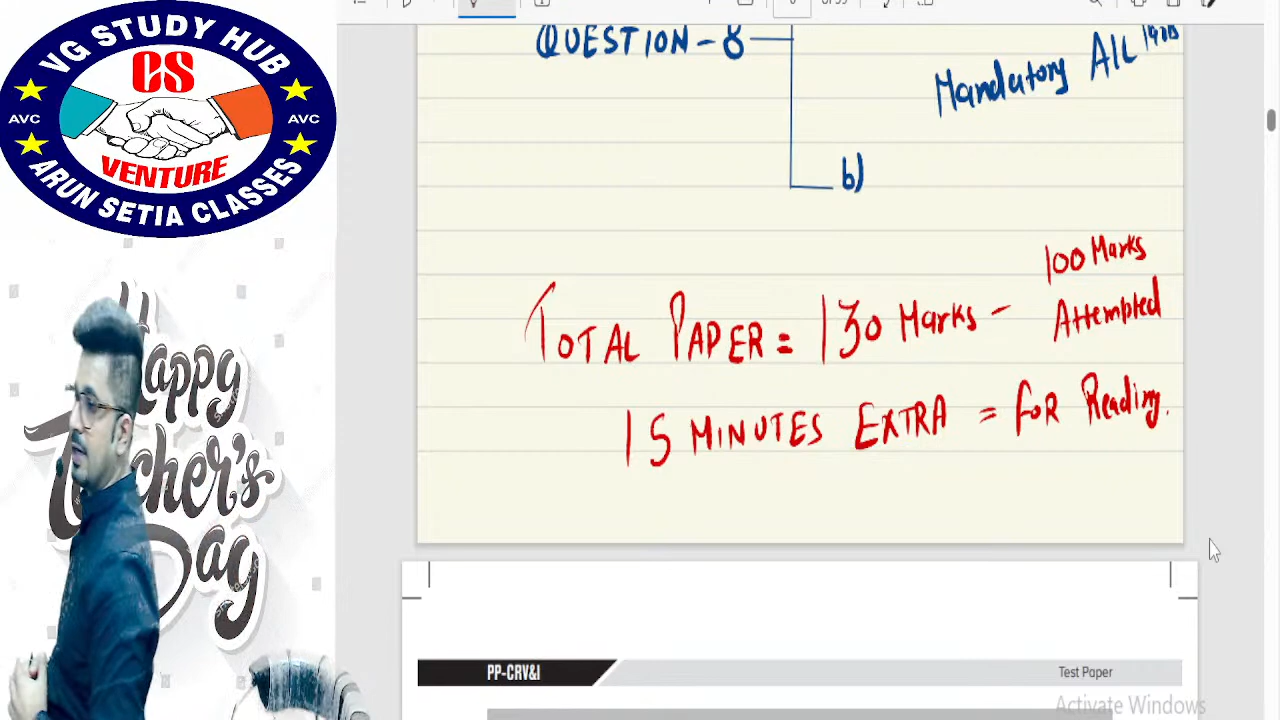 VG STUDY HUB
CS
AVC
AVC
VENTURE
ARUN SETIA CLASSES
Happy
Teacher's
Day
QUESTION - 8
Mandatory
b)
100 Marks
TOTAL PAPER = 130 Marks - Attempted
15 MINUTES EXTRA = FOR Reading.
PP-CRV&I
Test Paper
Activate Windows